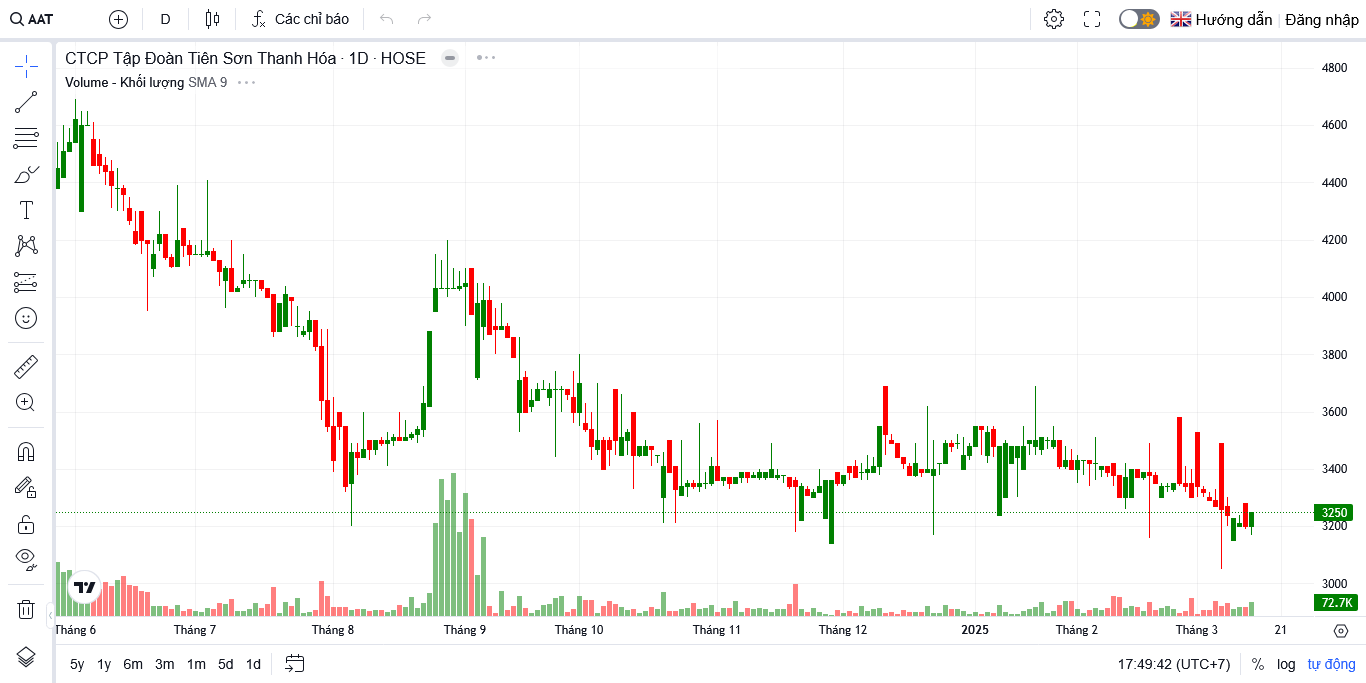 AAT D Các chỉ báo Hướng dẫn Đăng nhập
CTCP Tập Đoàn Tiên Sơn Thanh Hóa · 1D · HOSE
Volume - Khối lượng SMA 9
4800
4600
4400
4200
4000
3800
3600
3400
3250
3200
3000
72.7K
Tháng 6 Tháng 7 Tháng 8 Tháng 9 Tháng 10 Tháng 11 Tháng 12 2025 Tháng 2 Tháng 3 21
5y 1y 6m 3m 1m 5d 1d 17:49:42 (UTC+7) % log tự động